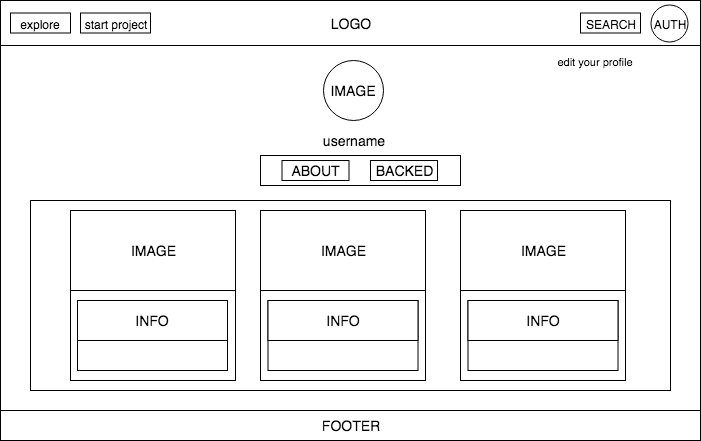 explore
start project
LOGO
SEARCH
AUTH
edit your profile
IMAGE
username
ABOUT
BACKED
IMAGE
IMAGE
IMAGE
INFO
INFO
INFO
FOOTER